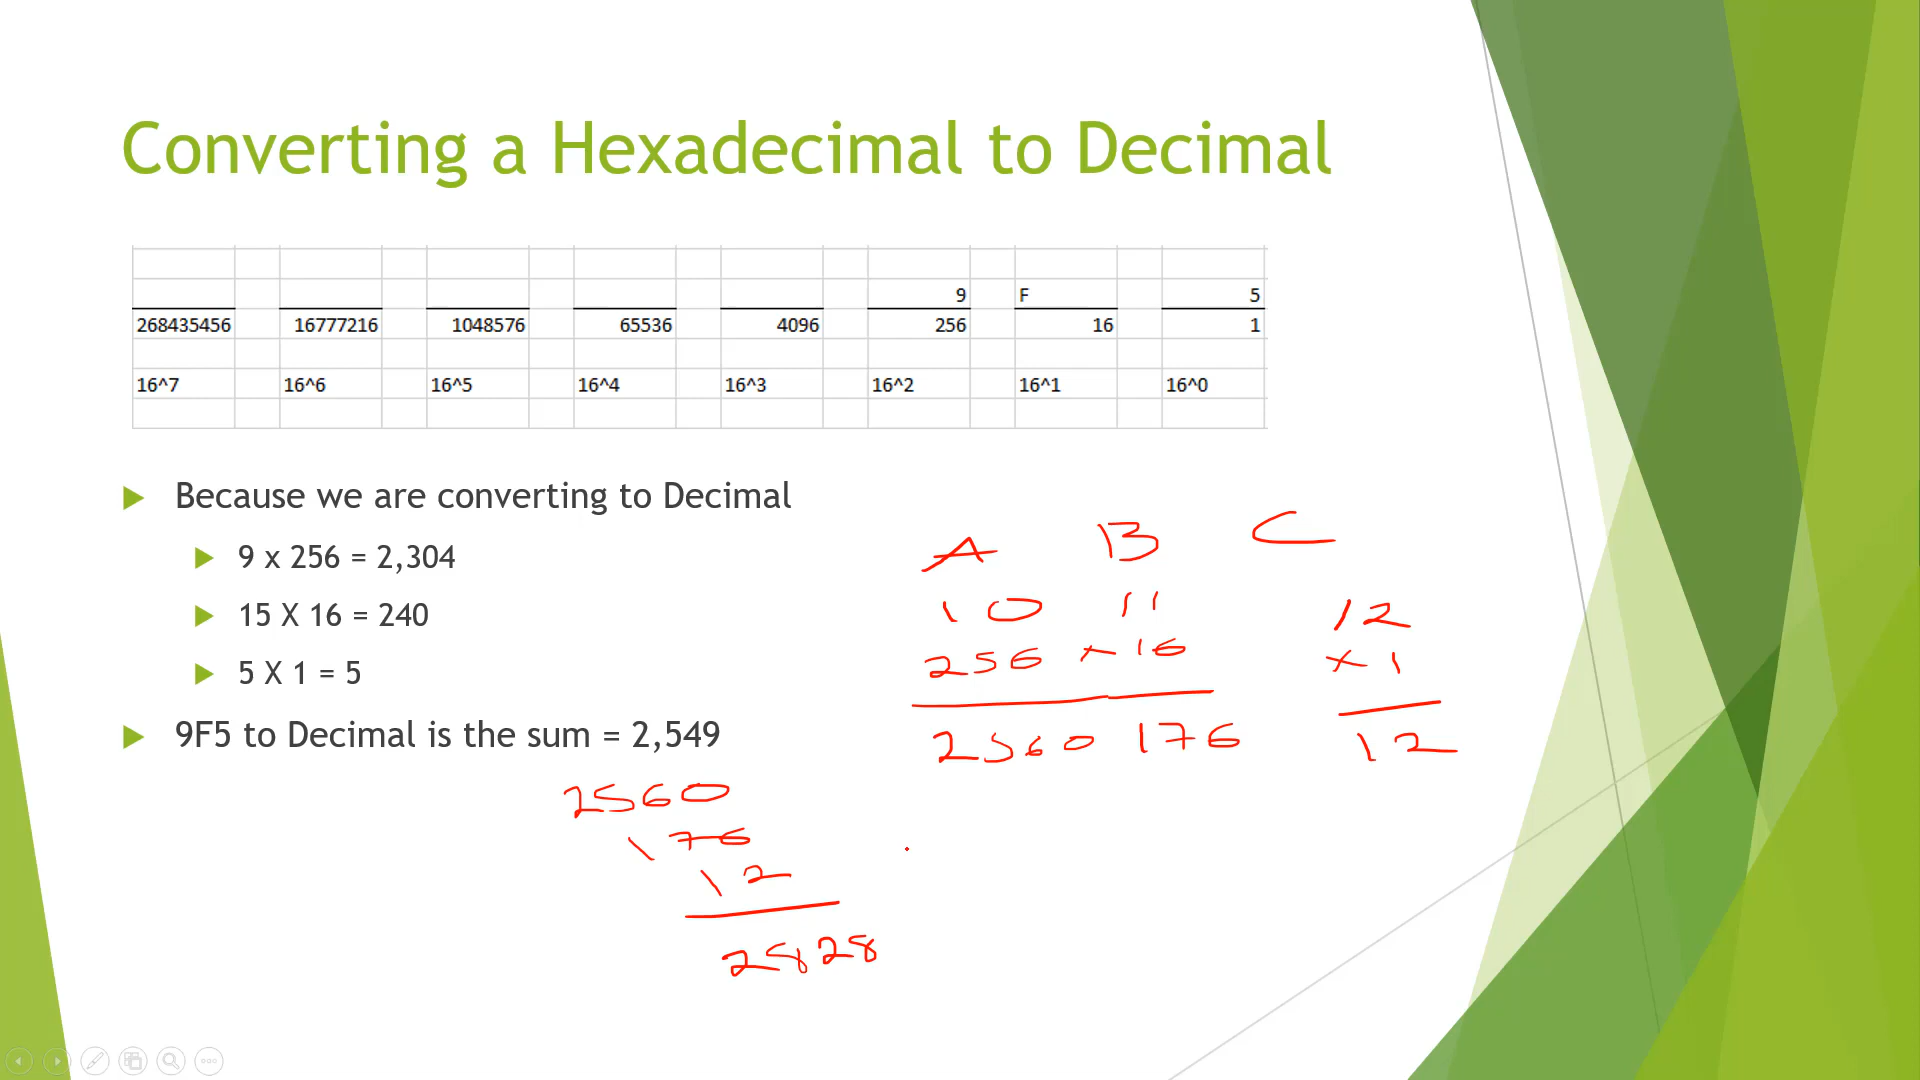 Converting a Hexadecimal to Decimal
9 F 5
268435456 16777216 1048576 65536 4096 256 16 1
16^7 16^6 16^5 16^4 16^3 16^2 16^1 16^0
Because we are converting to Decimal
9 x 256 = 2,304
15 X 16 = 240
5 X 1 = 5
9F5 to Decimal is the sum = 2,549
A B C
10 11 12
256 x 16 x 1
2560 176 12
2560
176
12